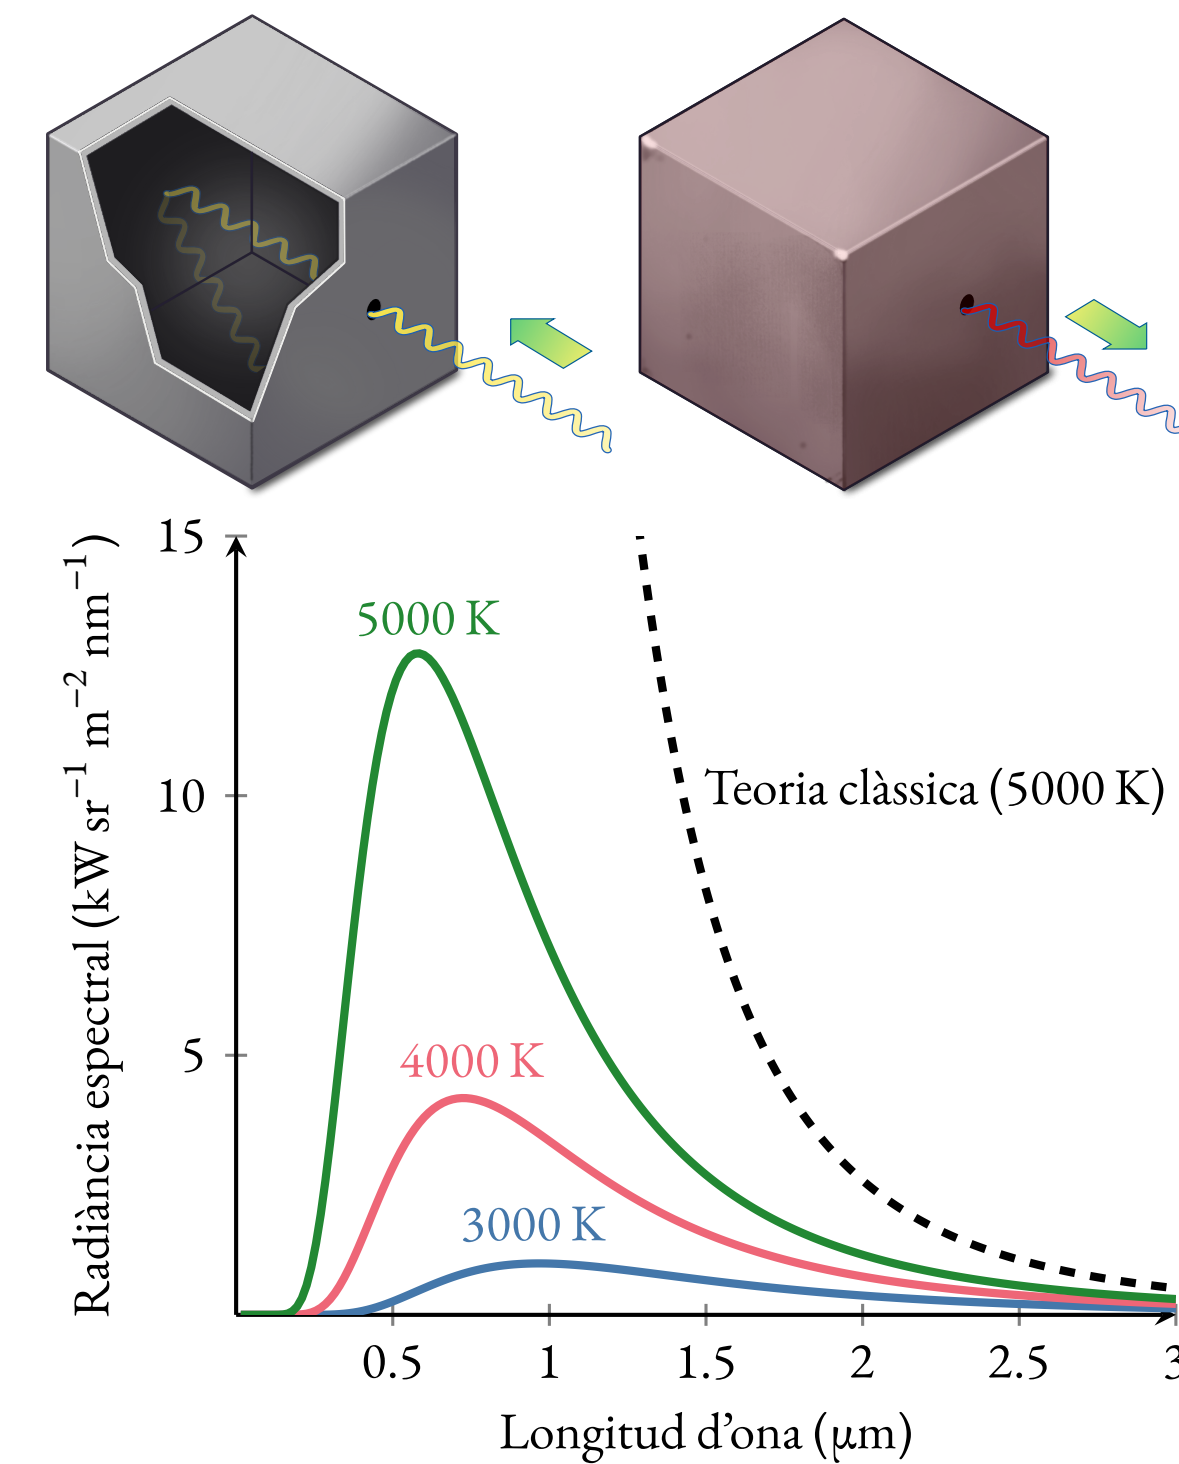 Radiància espectral (kW sr⁻¹ m⁻² nm⁻¹)
15
10
5
5000 K
Teoria clàssica (5000 K)
4000 K
3000 K
0.5 1 1.5 2 2.5 3
Longitud d’ona (μm)